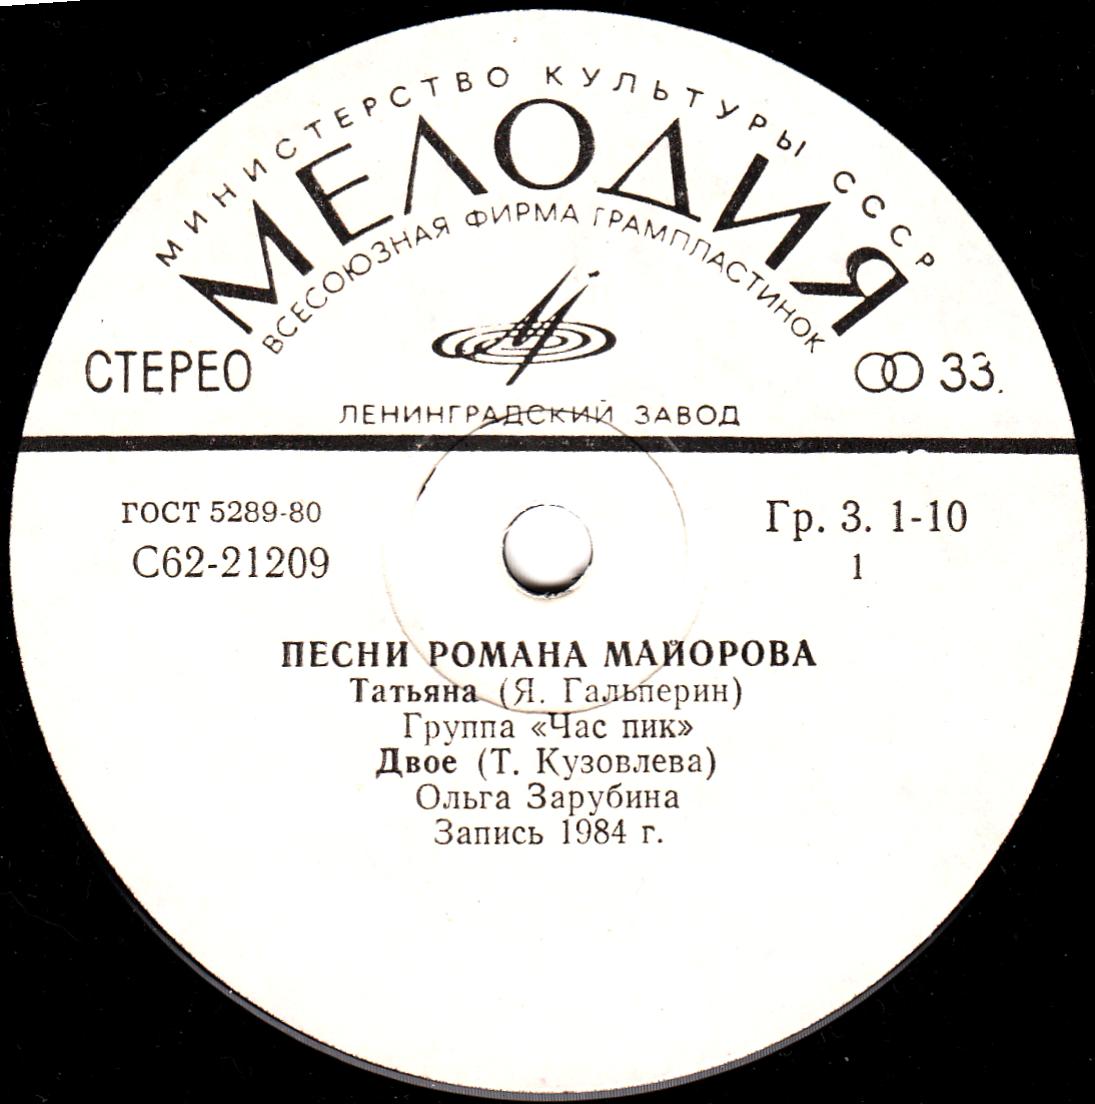 МИНИСТЕРСТВО КУЛЬТУРЫ СССР
МЕЛОДИЯ
ВСЕСОЮЗНАЯ ФИРМА ГРАМПЛАСТИНОК
СТЕРЕО
33
ЛЕНИНГРАДСКИЙ ЗАВОД
ГОСТ 5289-80
Гр. 3. 1-10
С62-21209
1
ПЕСНИ РОМАНА МАЙОРОВА
Татьяна (Я. Гальперин)
Группа «Час пик»
Двое (Т. Кузовлева)
Ольга Зарубина
Запись 1984 г.